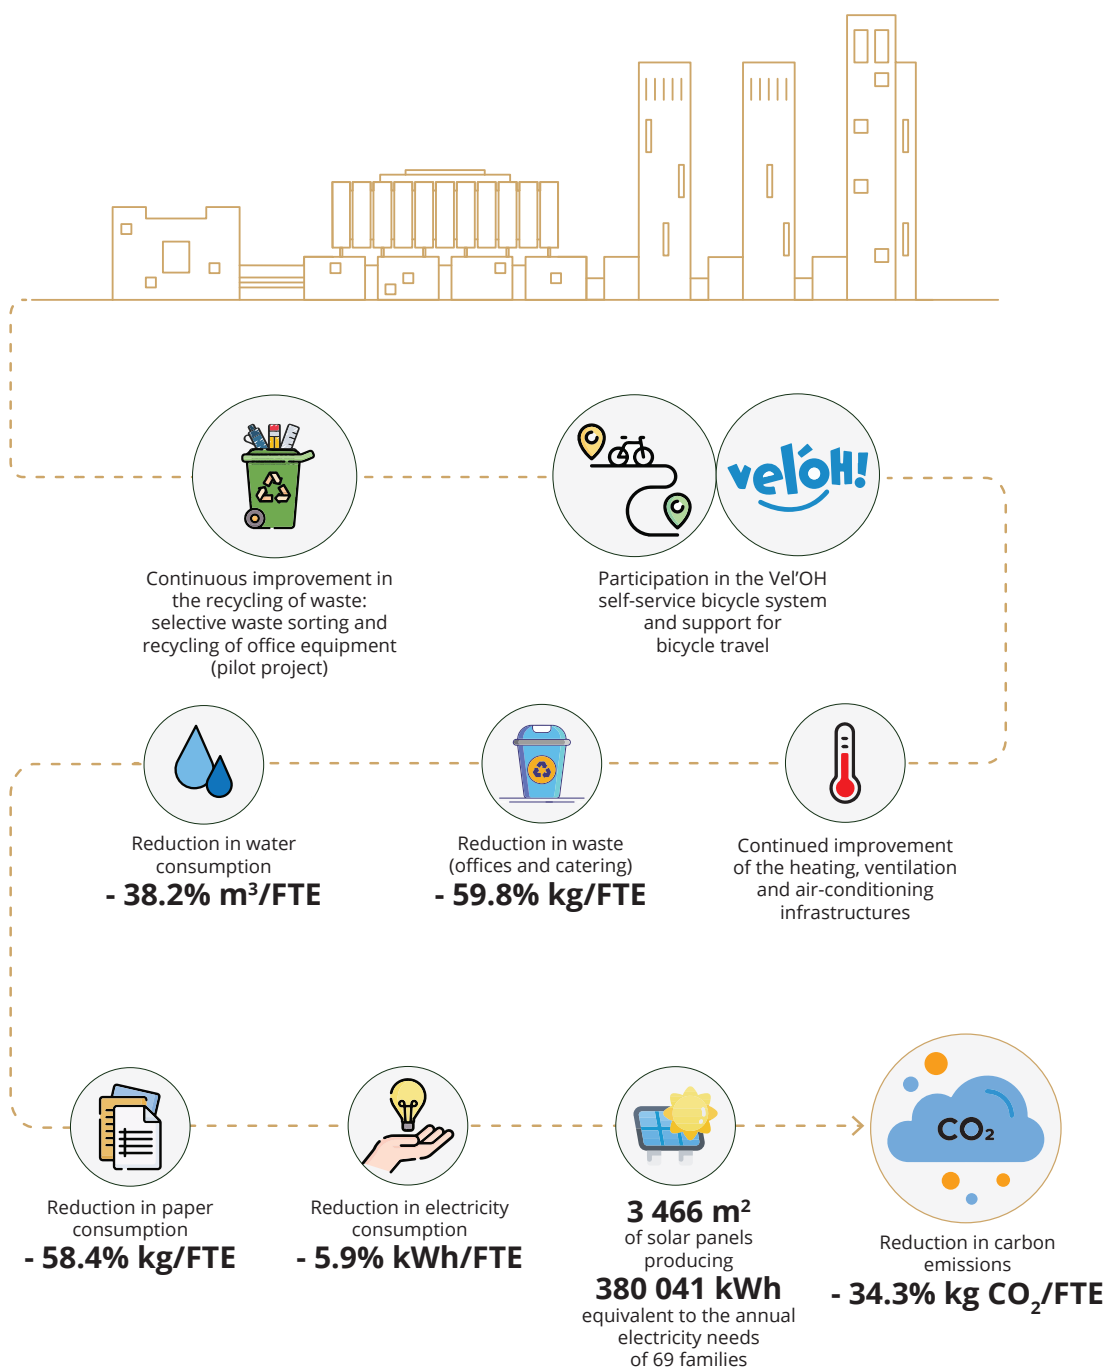 velóH!
Continuous improvement in
the recycling of waste:
selective waste sorting and
recycling of office equipment
(pilot project)
Participation in the Vel’OH
self-service bicycle system
and support for
bicycle travel
Reduction in water
consumption
- 38.2% m³/FTE
Reduction in waste
(offices and catering)
- 59.8% kg/FTE
Continued improvement
of the heating, ventilation
and air-conditioning
infrastructures
Reduction in paper
consumption
- 58.4% kg/FTE
Reduction in electricity
consumption
- 5.9% kWh/FTE
3 466 m²
of solar panels
producing
380 041 kWh
equivalent to the annual
electricity needs
of 69 families
CO₂
Reduction in carbon
emissions
- 34.3% kg CO₂/FTE